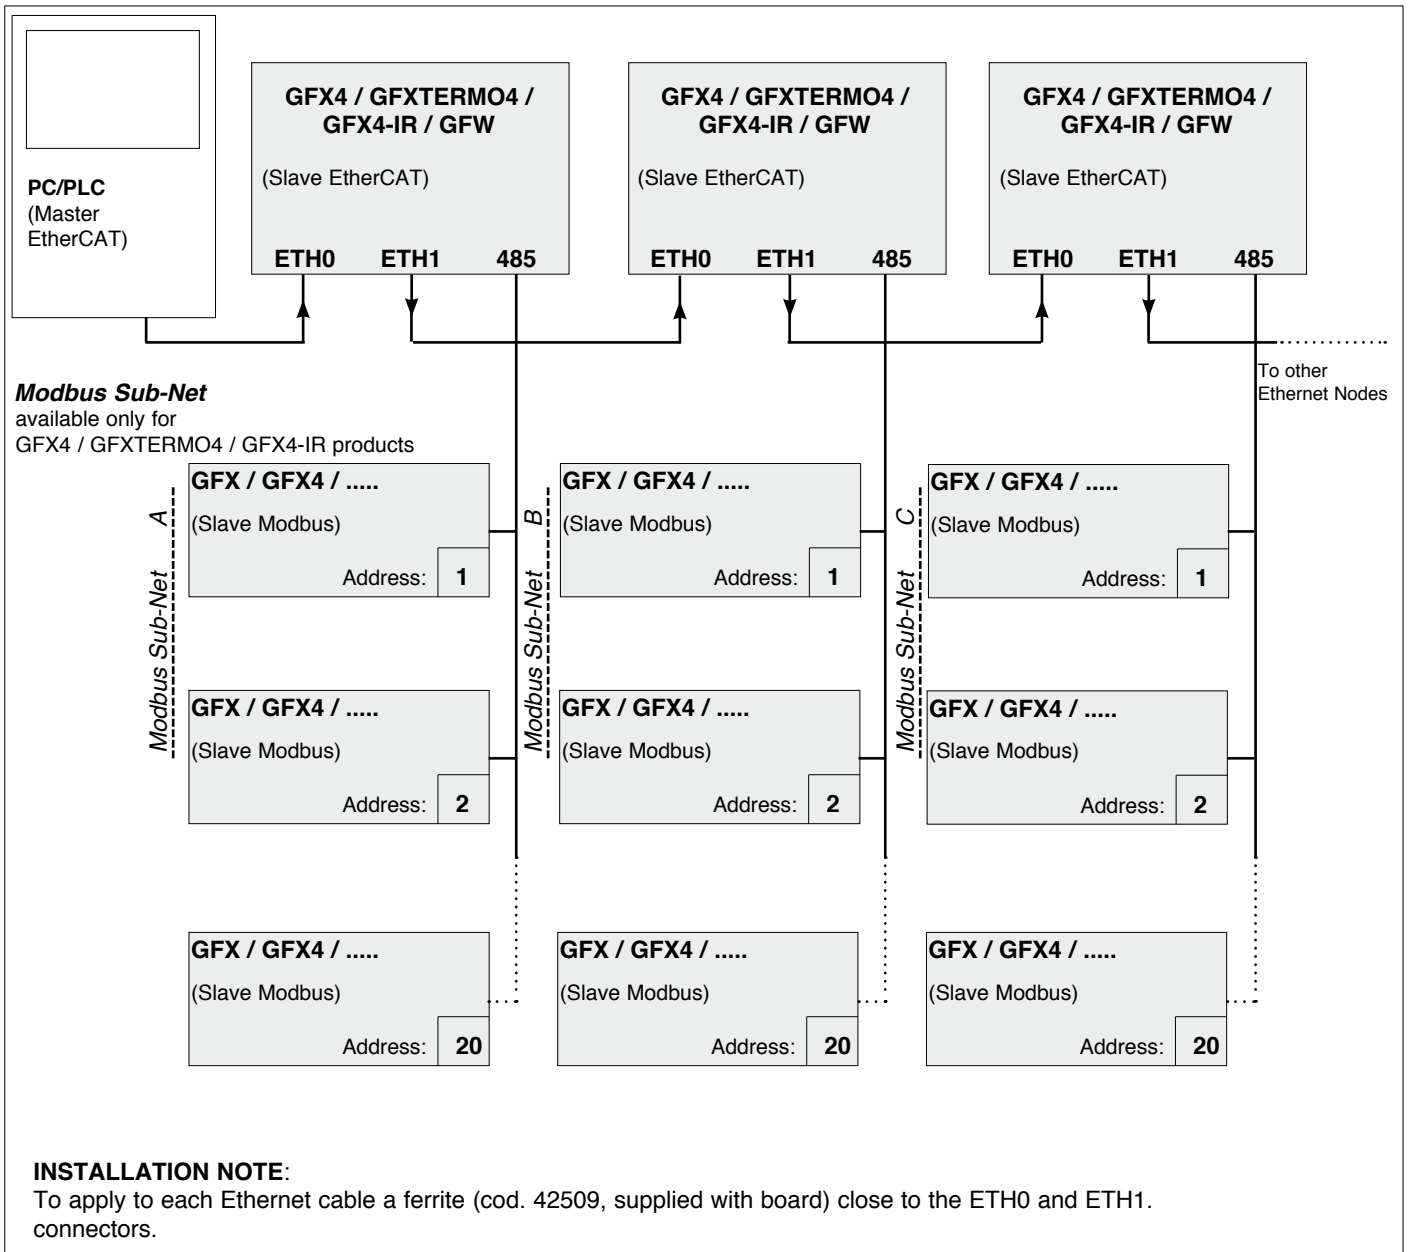 PC/PLC
(Master
EtherCAT)
GFX4 / GFXTERMO4 /
GFX4-IR / GFW
(Slave EtherCAT)
ETH0 ETH1 485
GFX4 / GFXTERMO4 /
GFX4-IR / GFW
(Slave EtherCAT)
ETH0 ETH1 485
GFX4 / GFXTERMO4 /
GFX4-IR / GFW
(Slave EtherCAT)
ETH0 ETH1 485
To other
Ethernet Nodes
Modbus Sub-Net
available only for
GFX4 / GFXTERMO4 / GFX4-IR products
Modbus Sub-Net A
GFX / GFX4 / .....
(Slave Modbus)
Address: 1
GFX / GFX4 / .....
(Slave Modbus)
Address: 2
GFX / GFX4 / .....
(Slave Modbus)
Address: 20
Modbus Sub-Net B
GFX / GFX4 / .....
(Slave Modbus)
Address: 1
GFX / GFX4 / .....
(Slave Modbus)
Address: 2
GFX / GFX4 / .....
(Slave Modbus)
Address: 20
Modbus Sub-Net C
GFX / GFX4 / .....
(Slave Modbus)
Address: 1
GFX / GFX4 / .....
(Slave Modbus)
Address: 2
GFX / GFX4 / .....
(Slave Modbus)
Address: 20
INSTALLATION NOTE:
To apply to each Ethernet cable a ferrite (cod. 42509, supplied with board) close to the ETH0 and ETH1.
connectors.